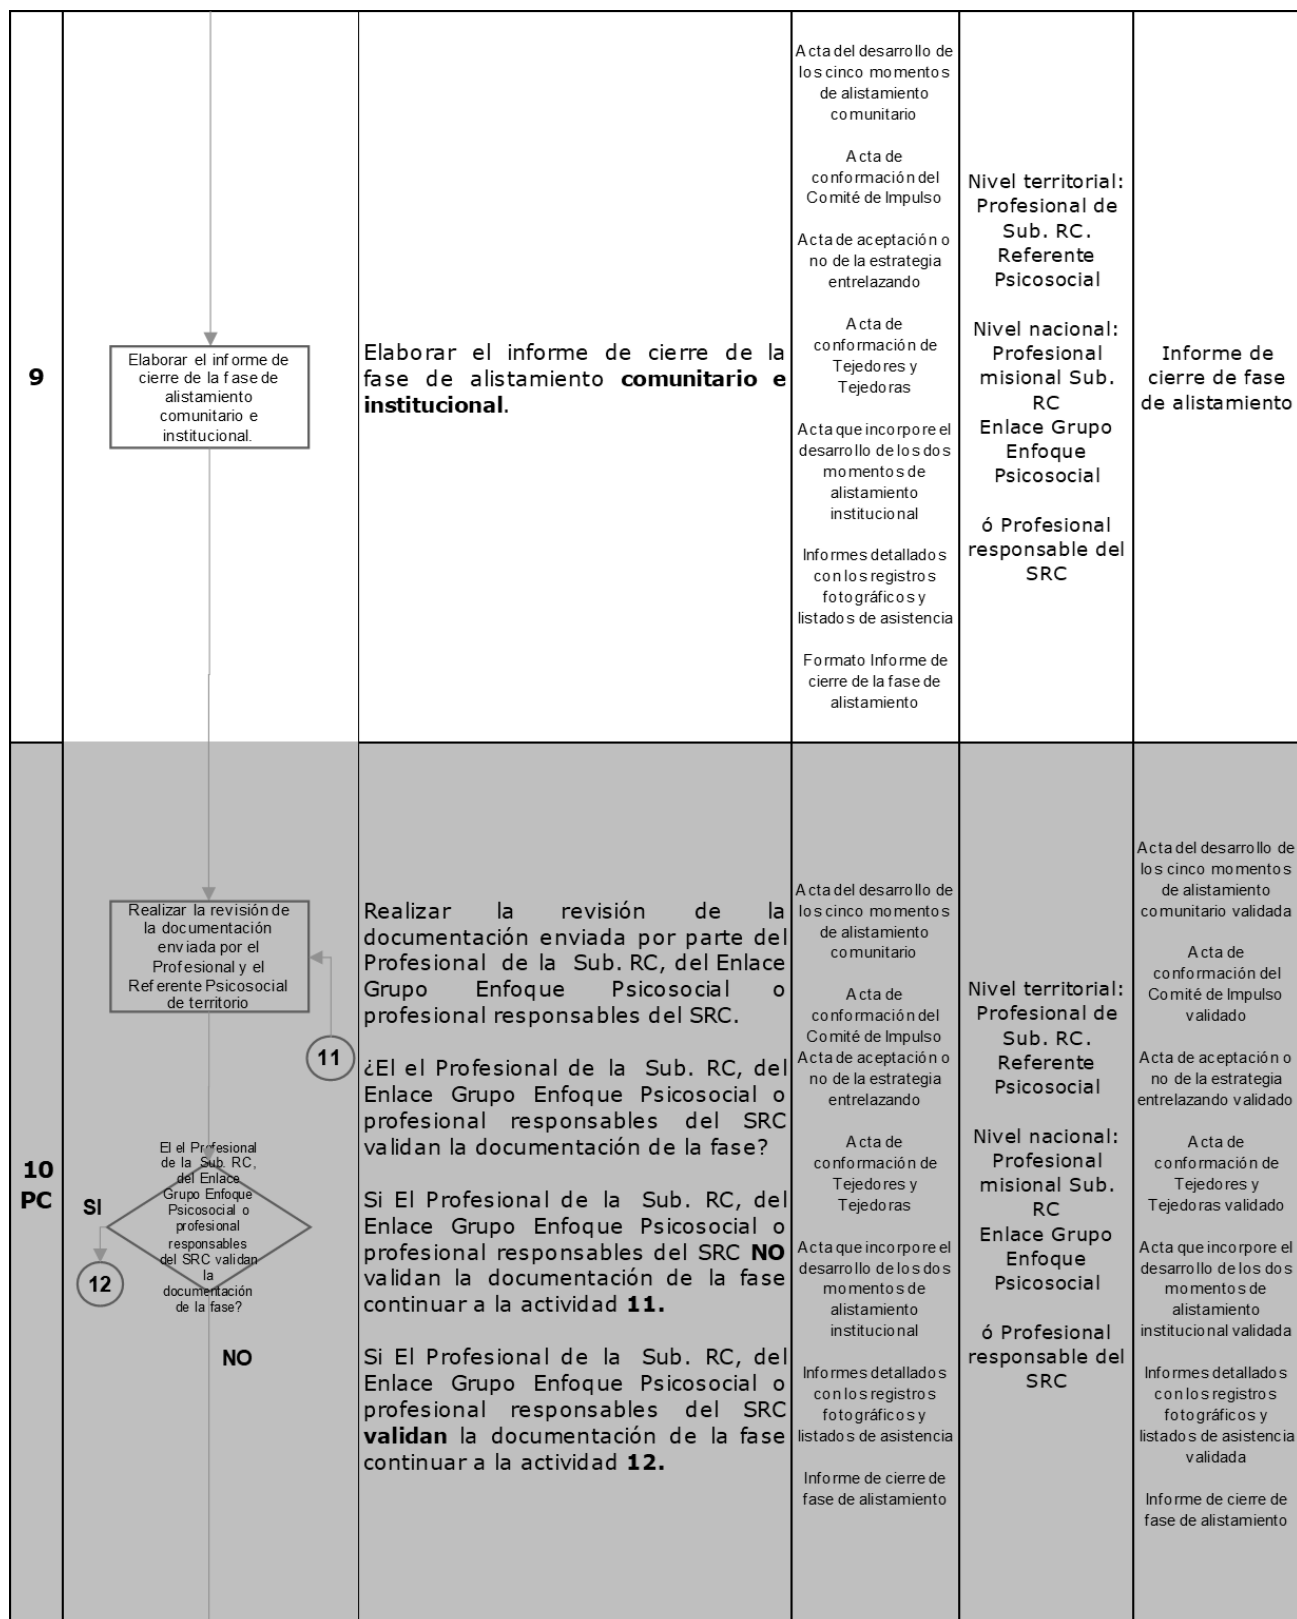 9
Elaborar el informe de
cierre de la fase de
alistamiento
comunitario e
institucional.
Elaborar el informe de cierre de la
fase de alistamiento comunitario e
institucional.
Acta del desarrollo de
los cinco momentos
de alistamiento
comunitario
Acta de
conformación del
Comité de Impulso
Acta de aceptación o
no de la estrategia
entrelazando
Acta de
conformación de
Tejedores y
Tejedoras
Acta que incorpore el
desarrollo de los dos
momentos de
alistamiento
institucional
Informes detallados
con los registros
fotográficos y
listados de asistencia
Formato Informe de
cierre de la fase de
alistamiento
Nivel territorial:
Profesional de
Sub. RC.
Referente
Psicosocial
Nivel nacional:
Profesional
misional Sub.
RC
Enlace Grupo
Enfoque
Psicosocial
ó Profesional
responsable del
SRC
Informe de
cierre de fase
de alistamiento
10
PC
Realizar la revisión de
la documentación
enviada por el
Profesional y el
Referente Psicosocial
de territorio
11
El el Profesional
de la Sub. RC,
del Enlace
Grupo Enfoque
Psicosocial o
profesional
responsables
del SRC validan
la
documentación
de la fase?
SI
12
NO
Realizar la revisión de la
documentación enviada por parte del
Profesional de la Sub. RC, del Enlace
Grupo Enfoque Psicosocial o
profesional responsables del SRC.
¿El el Profesional de la Sub. RC, del
Enlace Grupo Enfoque Psicosocial o
profesional responsables del SRC
validan la documentación de la fase?
Si El Profesional de la Sub. RC, del
Enlace Grupo Enfoque Psicosocial o
profesional responsables del SRC NO
validan la documentación de la fase
continuar a la actividad 11.
Si El Profesional de la Sub. RC, del
Enlace Grupo Enfoque Psicosocial o
profesional responsables del SRC
validan la documentación de la fase
continuar a la actividad 12.
Acta del desarrollo de
los cinco momentos
de alistamiento
comunitario
Acta de
conformación del
Comité de Impulso
Acta de aceptación o
no de la estrategia
entrelazando
Acta de
conformación de
Tejedores y
Tejedoras
Acta que incorpore el
desarrollo de los dos
momentos de
alistamiento
institucional
Informes detallados
con los registros
fotográficos y
listados de asistencia
Informe de cierre de
fase de alistamiento
Nivel territorial:
Profesional de
Sub. RC.
Referente
Psicosocial
Nivel nacional:
Profesional
misional Sub.
RC
Enlace Grupo
Enfoque
Psicosocial
ó Profesional
responsable del
SRC
Acta del desarrollo de
los cinco momentos
de alistamiento
comunitario validada
Acta de
conformación del
Comité de Impulso
validado
Acta de aceptación o
no de la estrategia
entrelazando validado
Acta de
conformación de
Tejedores y
Tejedoras validado
Acta que incorpore el
desarrollo de los dos
momentos de
alistamiento
institucional validada
Informes detallados
con los registros
fotográficos y
listados de asistencia
validada
Informe de cierre de
fase de alistamiento